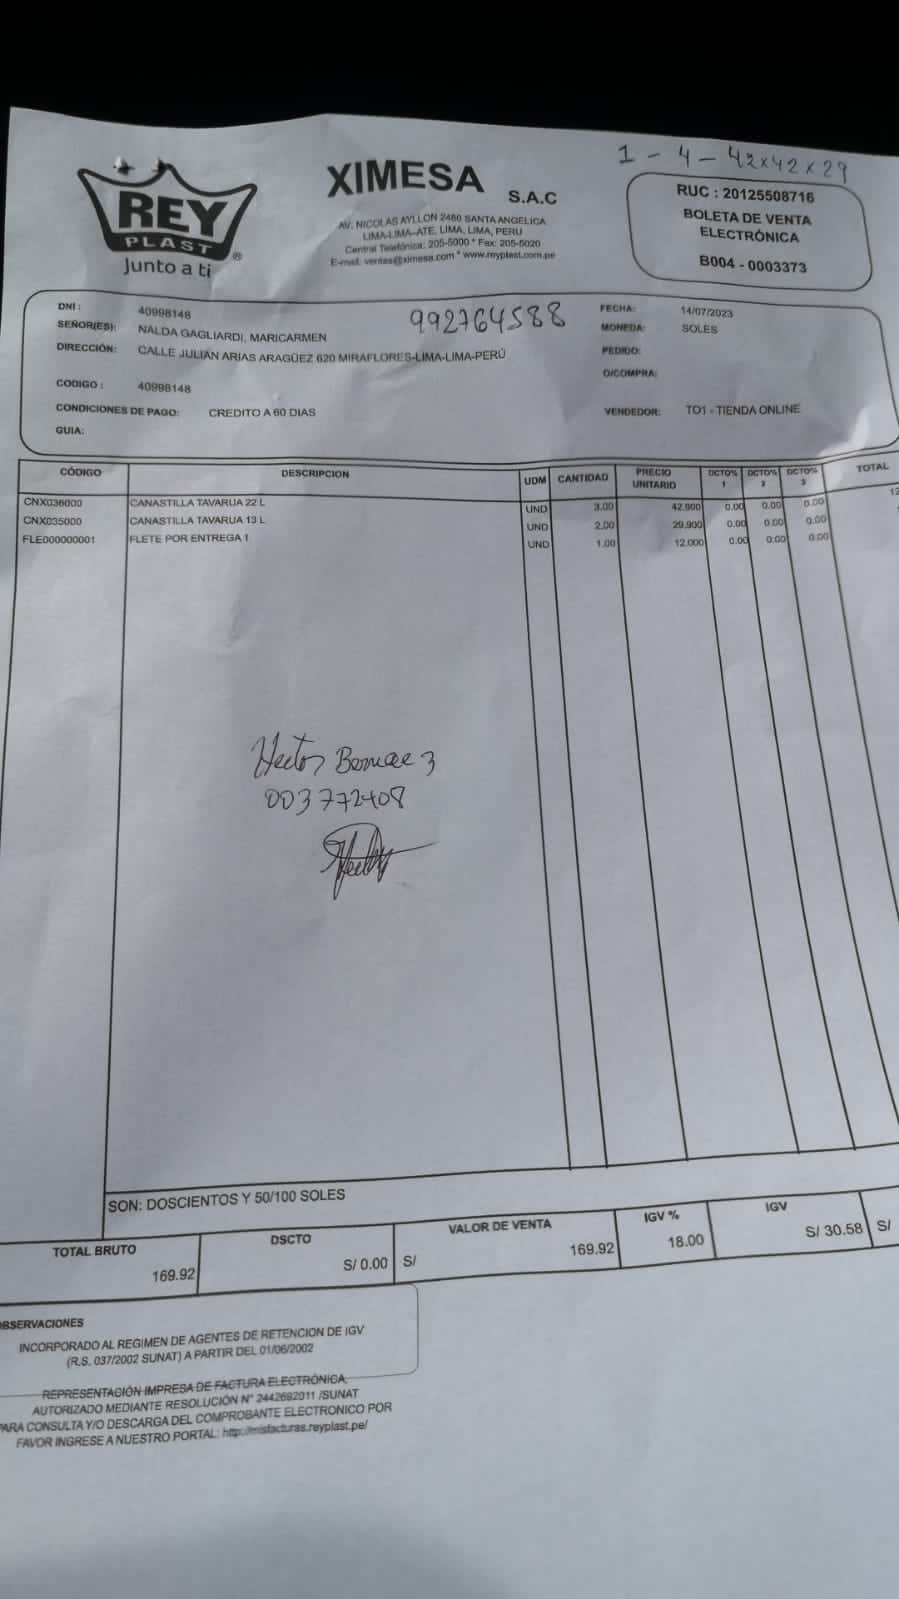 1 - 4 - 42x42x29
REY
PLAST
Junto a ti
XIMESA S.A.C
AV. NICOLAS AYLLON 2480 SANTA ANGELICA
LIMA-LIMA-ATE, LIMA, LIMA, PERU
Central Telefónica: 205-5000 * Fax: 205-5020
E-mail: ventas@ximesa.com * www.reyplast.com.pe
RUC : 20125508716
BOLETA DE VENTA
ELECTRÓNICA
B004 - 0003373
DNI : 40998148
SEÑOR(ES): NALDA GAGLIARDI, MARICARMEN
992764588
DIRECCIÓN: CALLE JULIAN ARIAS ARAGÜEZ 620 MIRAFLORES-LIMA-LIMA-PERÚ
CODIGO : 40998148
CONDICIONES DE PAGO: CREDITO A 60 DIAS
GUIA:
FECHA: 14/07/2023
MONEDA: SOLES
PEDIDO:
O/COMPRA:
VENDEDOR: TO1 - TIENDA ONLINE
CÓDIGO DESCRIPCION UDM CANTIDAD PRECIO UNITARIO DCTO% 1 DCTO% 2 DCTO% 3 TOTAL
CNX036000 CANASTILLA TAVARUA 22 L UND 3.00 42.900 0.00 0.00 0.00 12
CNX035000 CANASTILLA TAVARUA 13 L UND 2.00 29.900 0.00 0.00 0.00
FLE000000001 FLETE POR ENTREGA 1 UND 1.00 12.000 0.00 0.00 0.00
Hector
003772408
SON: DOSCIENTOS Y 50/100 SOLES
TOTAL BRUTO DSCTO VALOR DE VENTA IGV % IGV
169.92 S/ 0.00 S/ 169.92 18.00 S/ 30.58 S/
OBSERVACIONES
INCORPORADO AL REGIMEN DE AGENTES DE RETENCION DE IGV
(R.S. 037/2002 SUNAT) A PARTIR DEL 01/06/2002
REPRESENTACIÓN IMPRESA DE FACTURA ELECTRÓNICA,
AUTORIZADO MEDIANTE RESOLUCIÓN N° 2442692011 /SUNAT
PARA CONSULTA Y/O DESCARGA DEL COMPROBANTE ELECTRONICO POR
FAVOR INGRESE A NUESTRO PORTAL: http://misfacturas.reyplast.pe/